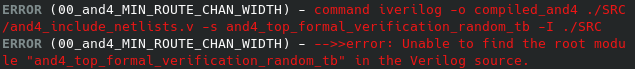 ERROR (00_and4_MIN_ROUTE_CHAN_WIDTH) - command iverilog -o compiled_and4 ./SRC
/and4_include_netlists.v -s and4_top_formal_verification_random_tb -I ./SRC
ERROR (00_and4_MIN_ROUTE_CHAN_WIDTH) - -->>error: Unable to find the root modu
le "and4_top_formal_verification_random_tb" in the Verilog source.